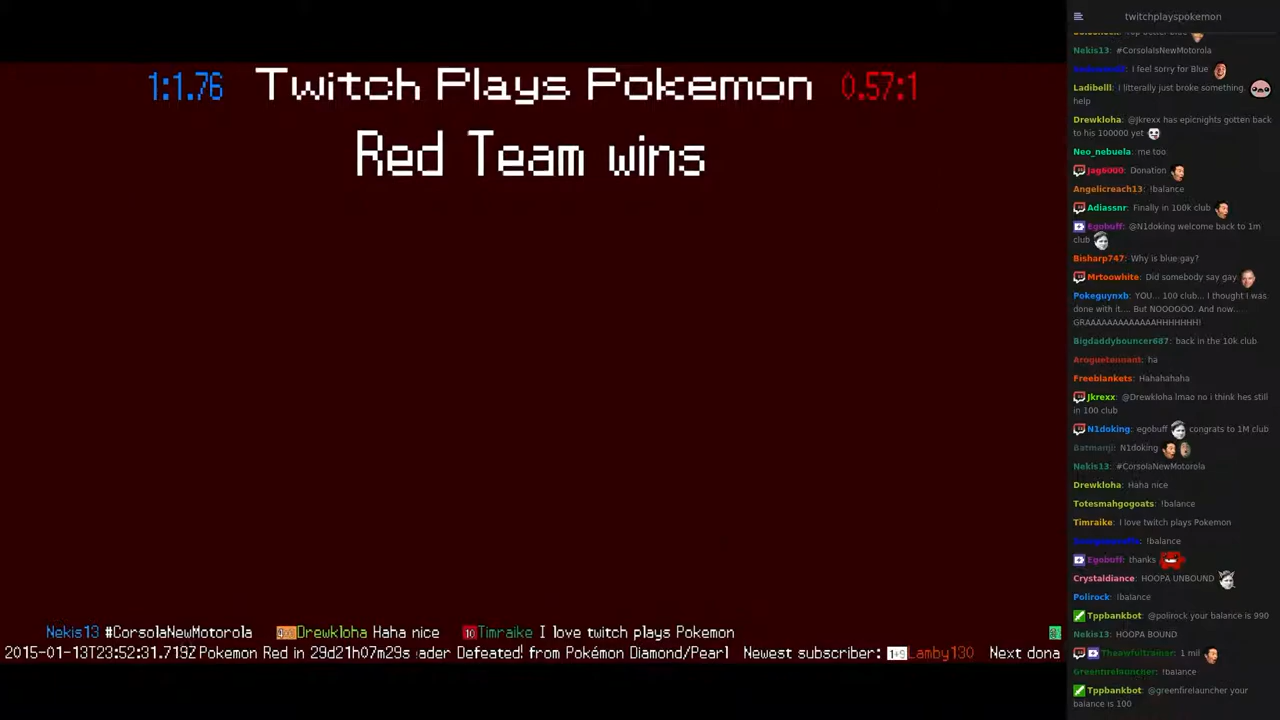 1:1.76 Twitch Plays Pokemon 0.57:1
Red Team wins
Nekis13 #CorsolaNewMotorola Drewkloha Haha nice 10 Timraike I love twitch plays Pokemon
2015-01-13T23:52:31.719Z Pokemon Red in 29d21h07m29s ader Defeated! from Pokémon Diamond/Pearl Newest subscriber: Lamby130 Next dona
twitchplayspokemon
Nekis13: #CorsolaIsNewMotorola
I feel sorry for Blue
Ladibelll: I litterally just broke something.
help
Drewkloha: @Jkrexx has epicnights gotten back
to his 100000 yet
Neo_nebuela: me too
Jag6000: Donation
Angelicreach13: !balance
Adiassnr: Finally in 100k club
Egobuff: @N1doking welcome back to 1m
club
Bisharp747: Why is blue gay?
Mrtoowhite: Did somebody say gay
Pokeguynxb: YOU... 100 club... I thought I was
done with it.... But NOOOOOO. And now....
GRAAAAAAAAAAAAHHHHHHH!
Bigdaddybouncer687: back in the 10k club
Aroguetennant: ha
Freeblankets: Hahahahaha
Jkrexx: @Drewkloha lmao no i think hes still
in 100 club
N1doking: egobuff congrats to 1M club
Batmanji: N1doking
Nekis13: #CorsolaNewMotorola
Drewkloha: Haha nice
Totesmahgogoats: !balance
Timraike: I love twitch plays Pokemon
!balance
Egobuff: thanks
Crystaldiance: HOOPA UNBOUND
Polirock: !balance
Tppbankbot: @polirock your balance is 990
Nekis13: HOOPA BOUND
Theawfultrainer: 1 mil
Greenfirelauncher: !balance
Tppbankbot: @greenfirelauncher your
balance is 100